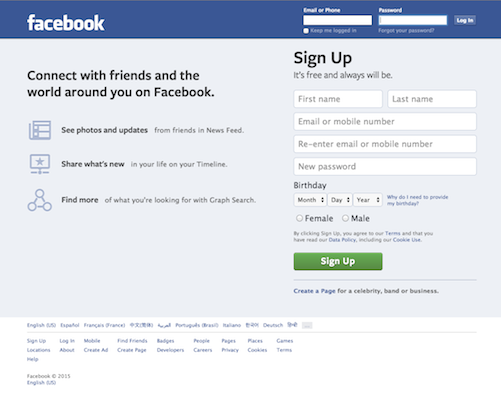 facebook
Email or Phone
Password
Log In
Keep me logged in
Forgot your password?
Connect with friends and the
world around you on Facebook.
See photos and updates from friends in News Feed.
Share what's new in your life on your Timeline.
Find more of what you're looking for with Graph Search.
Sign Up
It's free and always will be.
First name
Last name
Email or mobile number
Re-enter email or mobile number
New password
Birthday
Month Day Year
Why do I need to provide
my birthday?
Female Male
By clicking Sign Up, you agree to our Terms and that you
have read our Data Policy, including our Cookie Use.
Sign Up
Create a Page for a celebrity, band or business.
English (US) Español Français (France) 中文(简体) العربية Português (Brasil) Italiano 한국어 Deutsch हिन्दी ...
Sign Up Log In Mobile Find Friends Badges People Pages Places Games
Locations About Create Ad Create Page Developers Careers Privacy Cookies Terms
Help
Facebook © 2015
English (US)